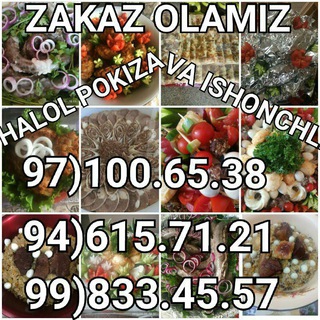 ZAKAZ OLAMIZ
HALOL POKIZA VA ISHONCHL
97)100.65.38
94)615.71.21
99)833.45.57